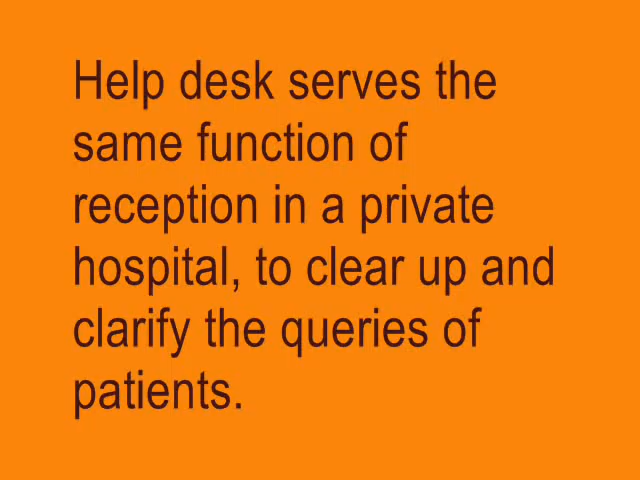 Help desk serves the
same function of
reception in a private
hospital, to clear up and
clarify the queries of
patients.